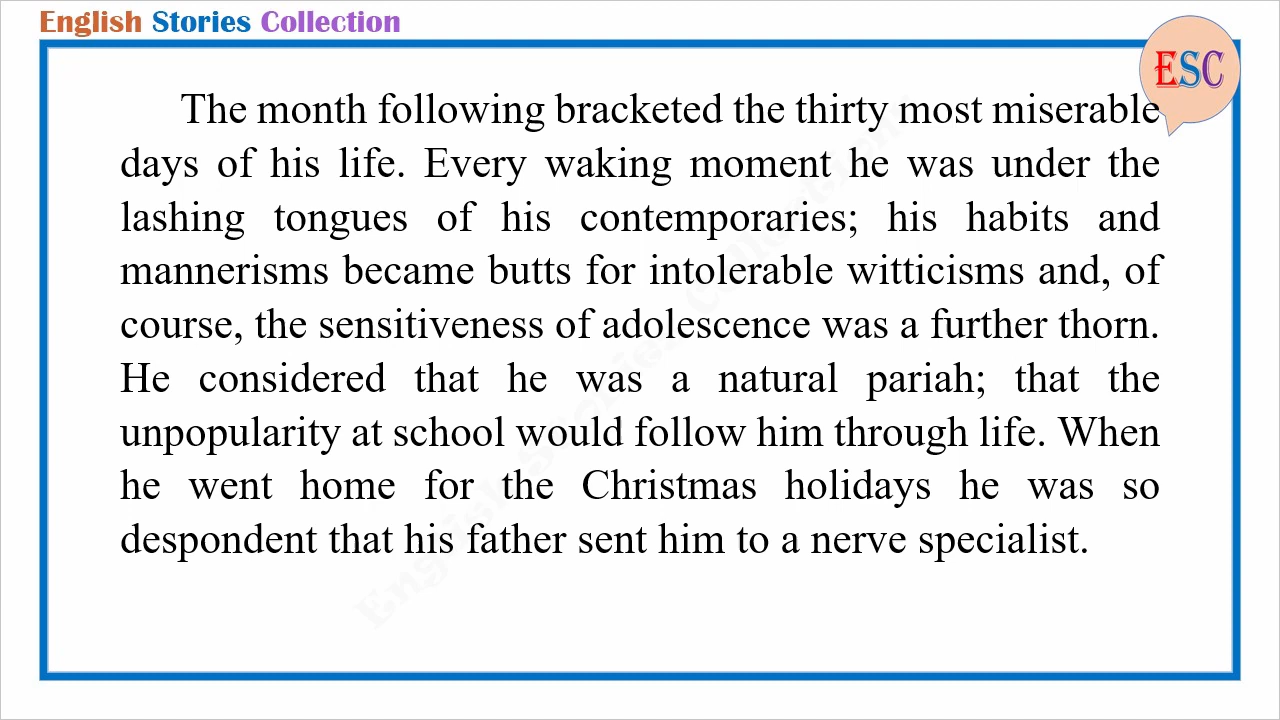 English Stories Collection
ESC
The month following bracketed the thirty most miserable
days of his life. Every waking moment he was under the
lashing tongues of his contemporaries; his habits and
mannerisms became butts for intolerable witticisms and, of
course, the sensitiveness of adolescence was a further thorn.
He considered that he was a natural pariah; that the
unpopularity at school would follow him through life. When
he went home for the Christmas holidays he was so
despondent that his father sent him to a nerve specialist.
English Stories Collection